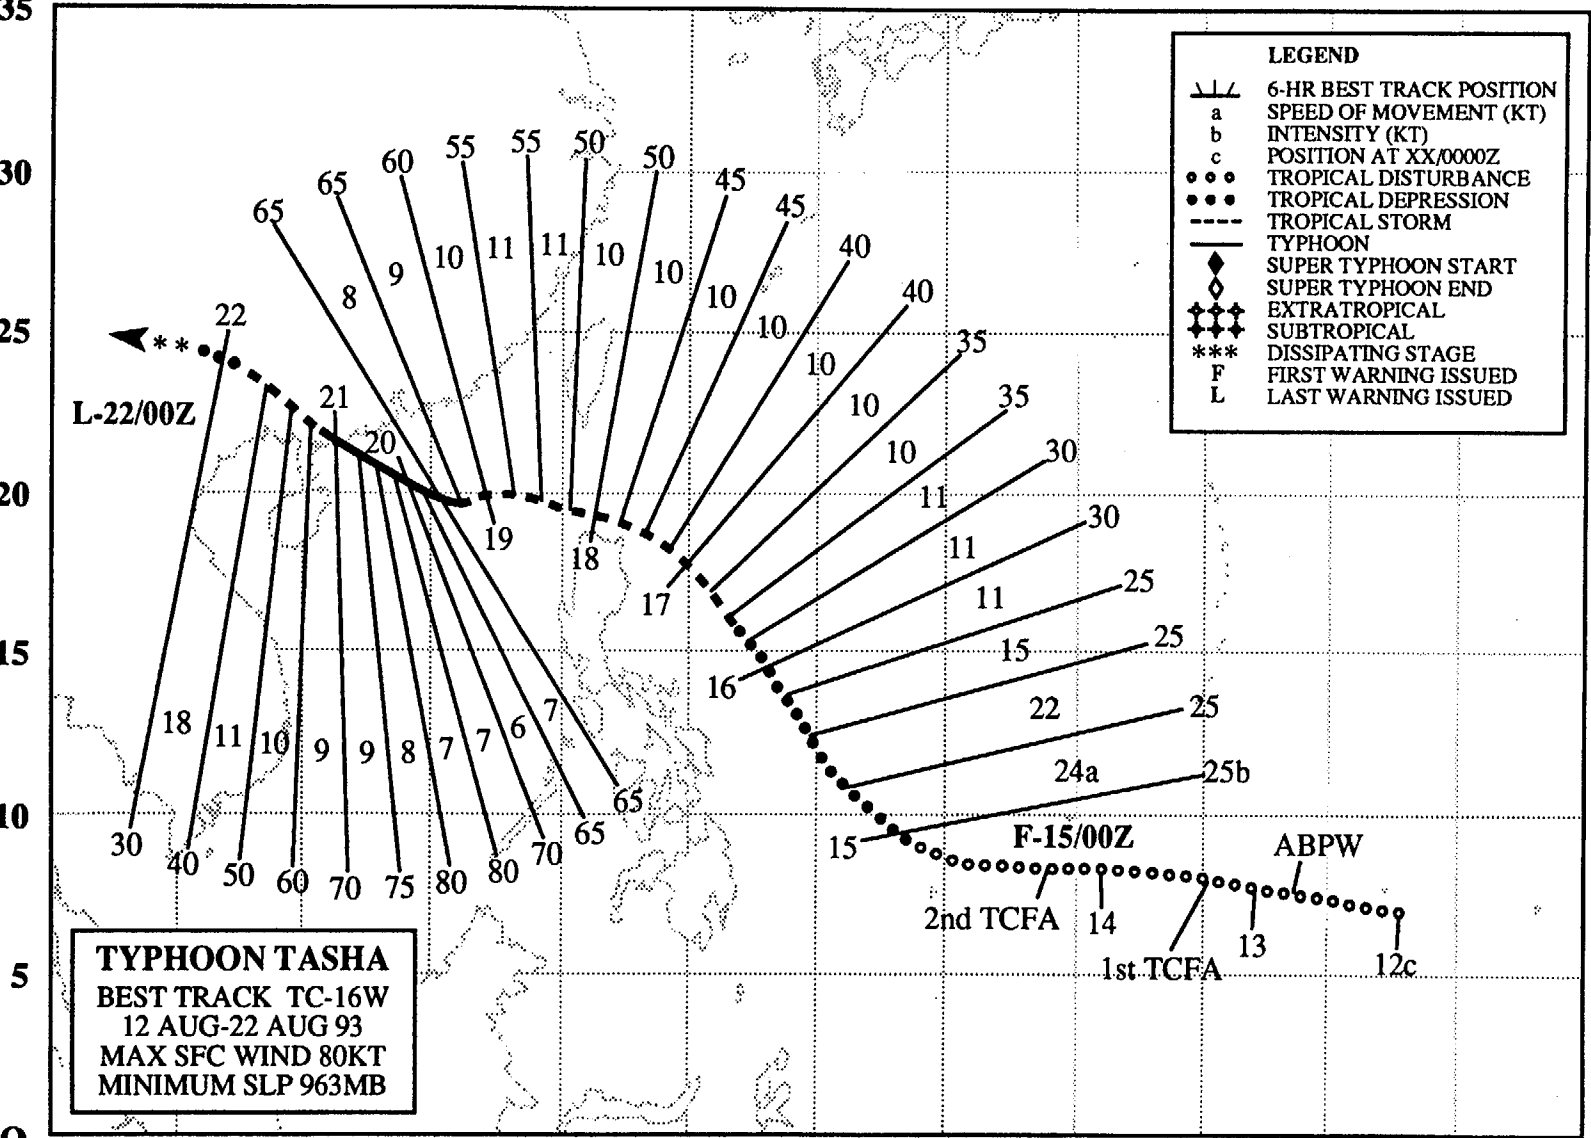 35
30
25
20
15
10
5
0
LEGEND
6-HR BEST TRACK POSITION
a SPEED OF MOVEMENT (KT)
b INTENSITY (KT)
c POSITION AT XX/0000Z
TROPICAL DISTURBANCE
TROPICAL DEPRESSION
TROPICAL STORM
TYPHOON
SUPER TYPHOON START
SUPER TYPHOON END
EXTRATROPICAL
SUBTROPICAL
*** DISSIPATING STAGE
F FIRST WARNING ISSUED
L LAST WARNING ISSUED
65 65 60 55 55 50 50 45 45 40 40 35 35 30 30 25 25 25 25b
8 9 10 11 11 10 10 10 10 10 10 10 11 11 11 15 22 24a
22
**
L-22/00Z
21
20
19
18
17
16
15
F-15/00Z
ABPW
2nd TCFA
14
1st TCFA
13
12c
18 11 10 9 9 8 7 7 6 7
30 40 50 60 70 75 80 80 70 65 65
TYPHOON TASHA
BEST TRACK TC-16W
12 AUG-22 AUG 93
MAX SFC WIND 80KT
MINIMUM SLP 963MB